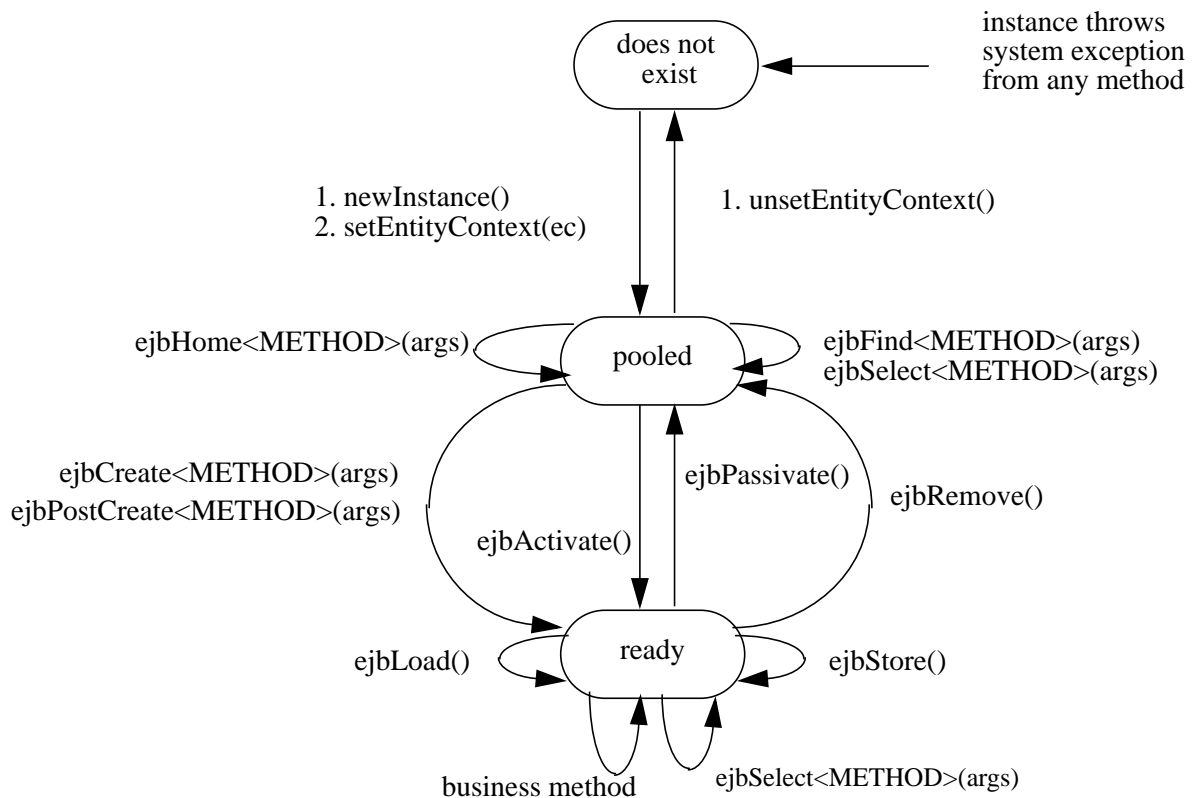 does not
exist
instance throws
system exception
from any method
1. newInstance()
2. setEntityContext(ec)
1. unsetEntityContext()
ejbHome<METHOD>(args)
pooled
ejbFind<METHOD>(args)
ejbSelect<METHOD>(args)
ejbCreate<METHOD>(args)
ejbPostCreate<METHOD>(args)
ejbPassivate()
ejbRemove()
ejbActivate()
ready
ejbLoad()
ejbStore()
business method
ejbSelect<METHOD>(args)